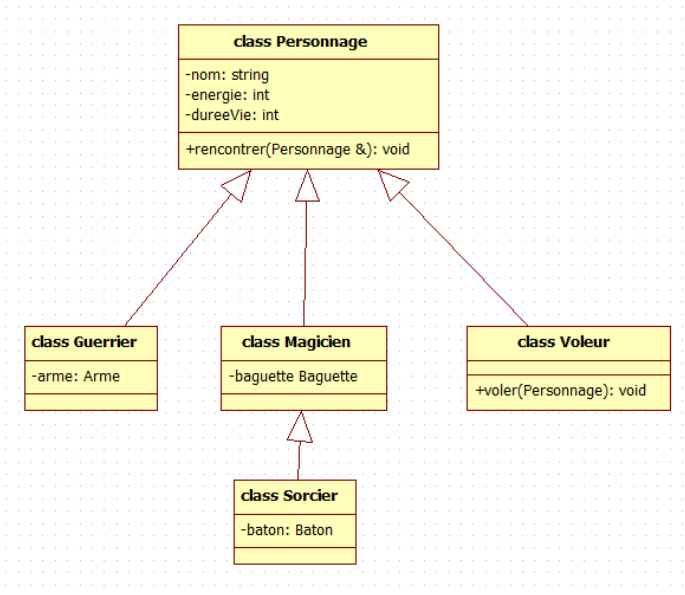 class Personnage
-nom: string
-energie: int
-dureeVie: int
+rencontrer(Personnage &): void
class Guerrier
-arme: Arme
class Magicien
-baguette Baguette
class Voleur
+voler(Personnage): void
class Sorcier
-baton: Baton